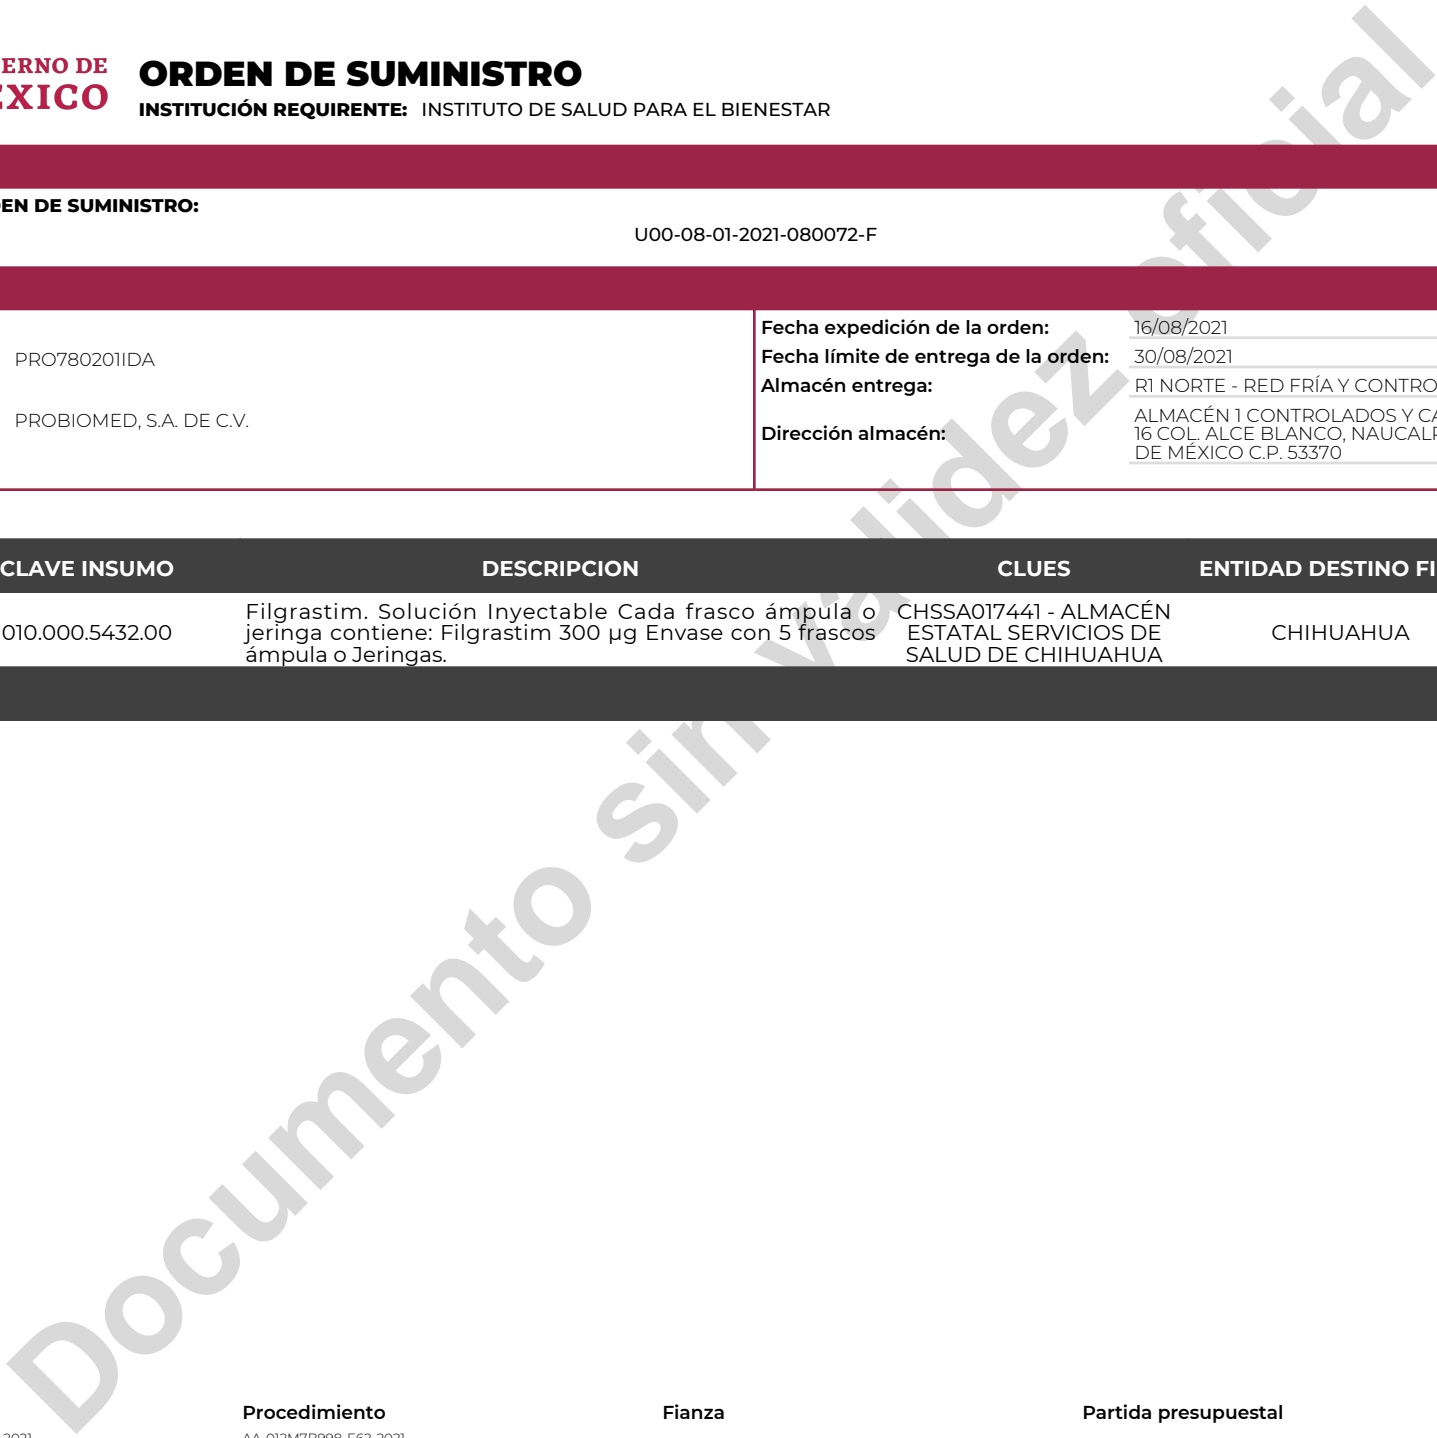 ERNO DE
ÉXICO
ORDEN DE SUMINISTRO
INSTITUCIÓN REQUIRENTE: INSTITUTO DE SALUD PARA EL BIENESTAR
EN DE SUMINISTRO:
U00-08-01-2021-080072-F
PRO780201IDA
PROBIOMED, S.A. DE C.V.
Fecha expedición de la orden: 16/08/2021
Fecha límite de entrega de la orden: 30/08/2021
Almacén entrega: R1 NORTE - RED FRÍA Y CONTRO
Dirección almacén: ALMACÉN 1 CONTROLADOS Y CA
16 COL. ALCE BLANCO, NAUCALP
DE MÉXICO C.P. 53370
CLAVE INSUMO DESCRIPCION CLUES ENTIDAD DESTINO FI
010.000.5432.00
Filgrastim. Solución Inyectable Cada frasco ámpula o
jeringa contiene: Filgrastim 300 µg Envase con 5 frascos
ámpula o Jeringas.
CHSSA017441 - ALMACÉN
ESTATAL SERVICIOS DE
SALUD DE CHIHUAHUA
CHIHUAHUA
Documento sin validez oficial
Procedimiento Fianza Partida presupuestal